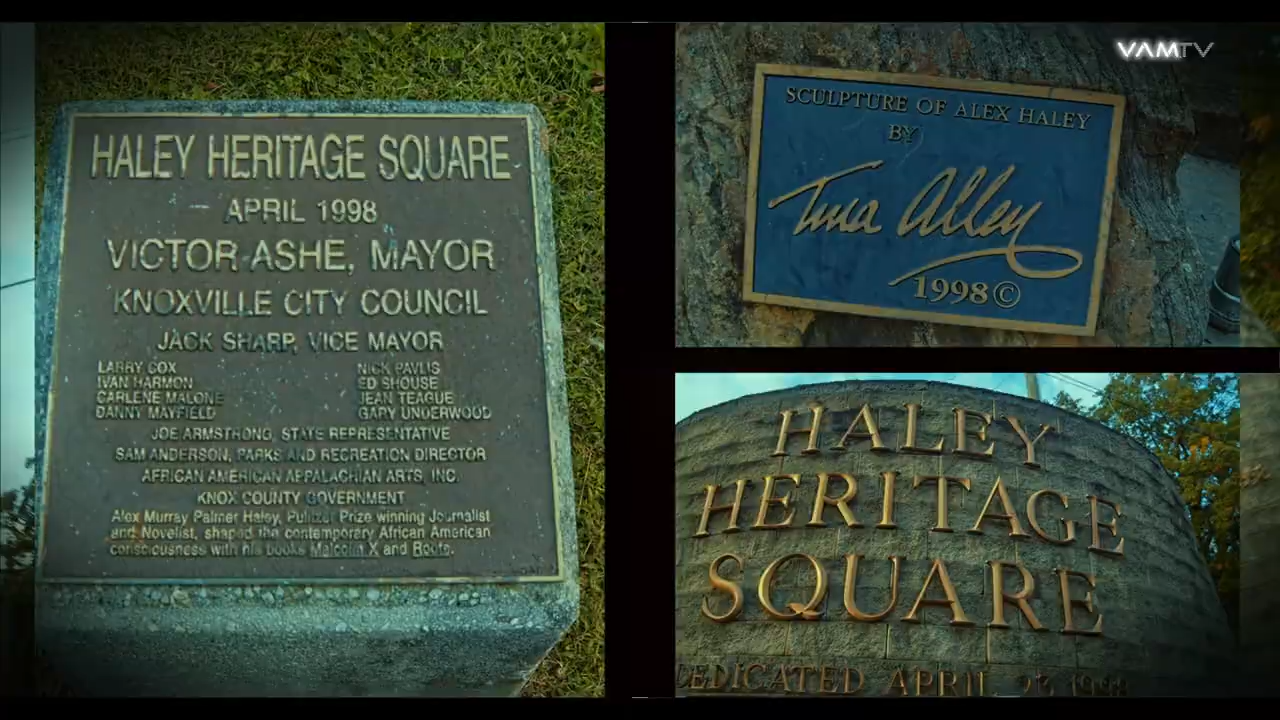 HALEY HERITAGE SQUARE
APRIL 1998
VICTOR ASHE, MAYOR
KNOXVILLE CITY COUNCIL
JACK SHARP, VICE MAYOR
LARRY COX NICK PAVLIS
IVAN HARMON ED SHOUSE
CARLENE MALONE JEAN TEAGUE
DANNY MAYFIELD GARY UNDERWOOD
JOE ARMSTRONG, STATE REPRESENTATIVE
SAM ANDERSON, PARKS AND RECREATION DIRECTOR
AFRICAN AMERICAN APPALACHIAN ARTS, INC.
KNOX COUNTY GOVERNMENT
Alex Murray Palmer Haley, Pulitzer Prize winning Journalist
and Novelist, shaped the contemporary African American
consciousness with his books Malcolm X and Roots.
VAMTV
SCULPTURE OF ALEX HALEY
BY
Tina Allen
1998 ©
HALEY
HERITAGE
SQUARE
DEDICATED APRIL 1998